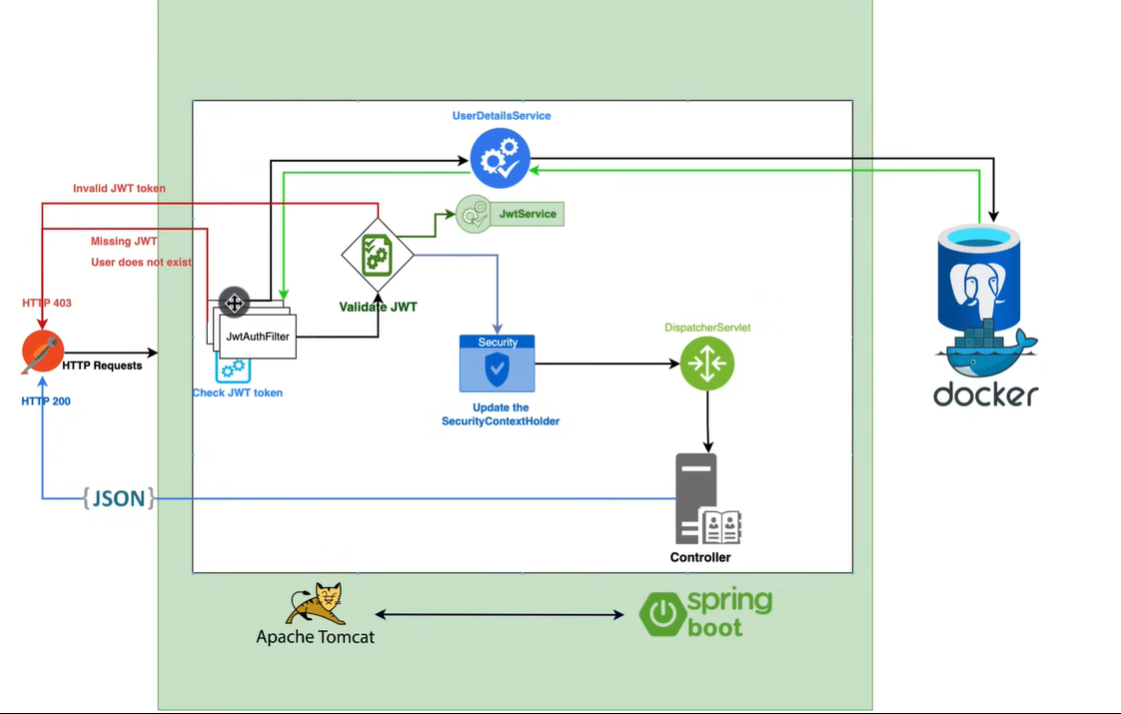 UserDetailsService
Invalid JWT token
JwtService
Missing JWT
User does not exist
HTTP 403
Validate JWT
JwtAuthFilter
DispatcherServlet
Security
HTTP Requests
Check JWT token
HTTP 200
Update the
SecurityContextHolder
docker
{JSON}
Controller
spring
boot
Apache Tomcat